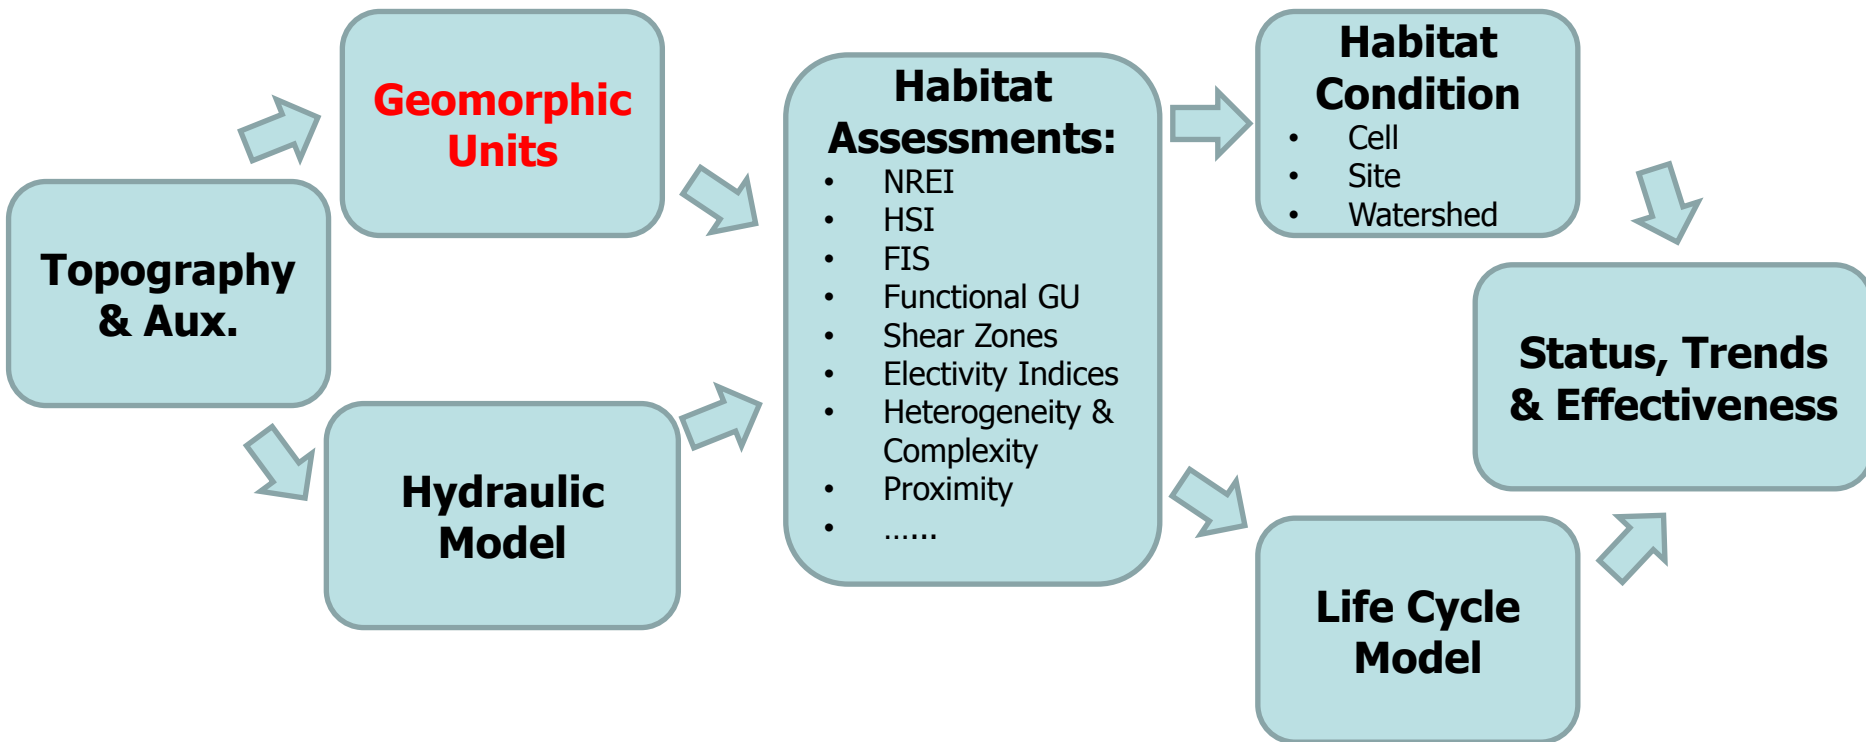 Topography
& Aux.
Geomorphic
Units
Hydraulic
Model
Habitat
Assessments:
• NREI
• HSI
• FIS
• Functional GU
• Shear Zones
• Electivity Indices
• Heterogeneity &
Complexity
• Proximity
• …...
Habitat
Condition
• Cell
• Site
• Watershed
Life Cycle
Model
Status, Trends
& Effectiveness